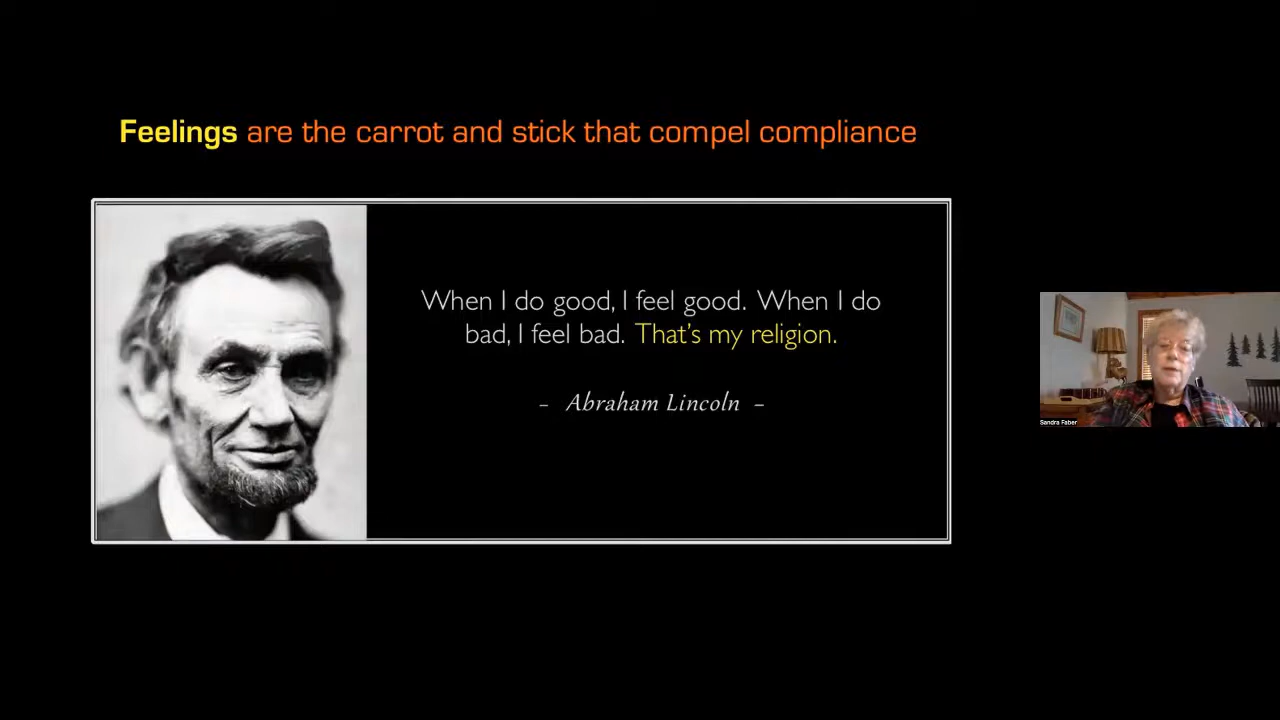 Feelings are the carrot and stick that compel compliance
When I do good, I feel good. When I do
bad, I feel bad. That's my religion.
- Abraham Lincoln -
Sandra Faber